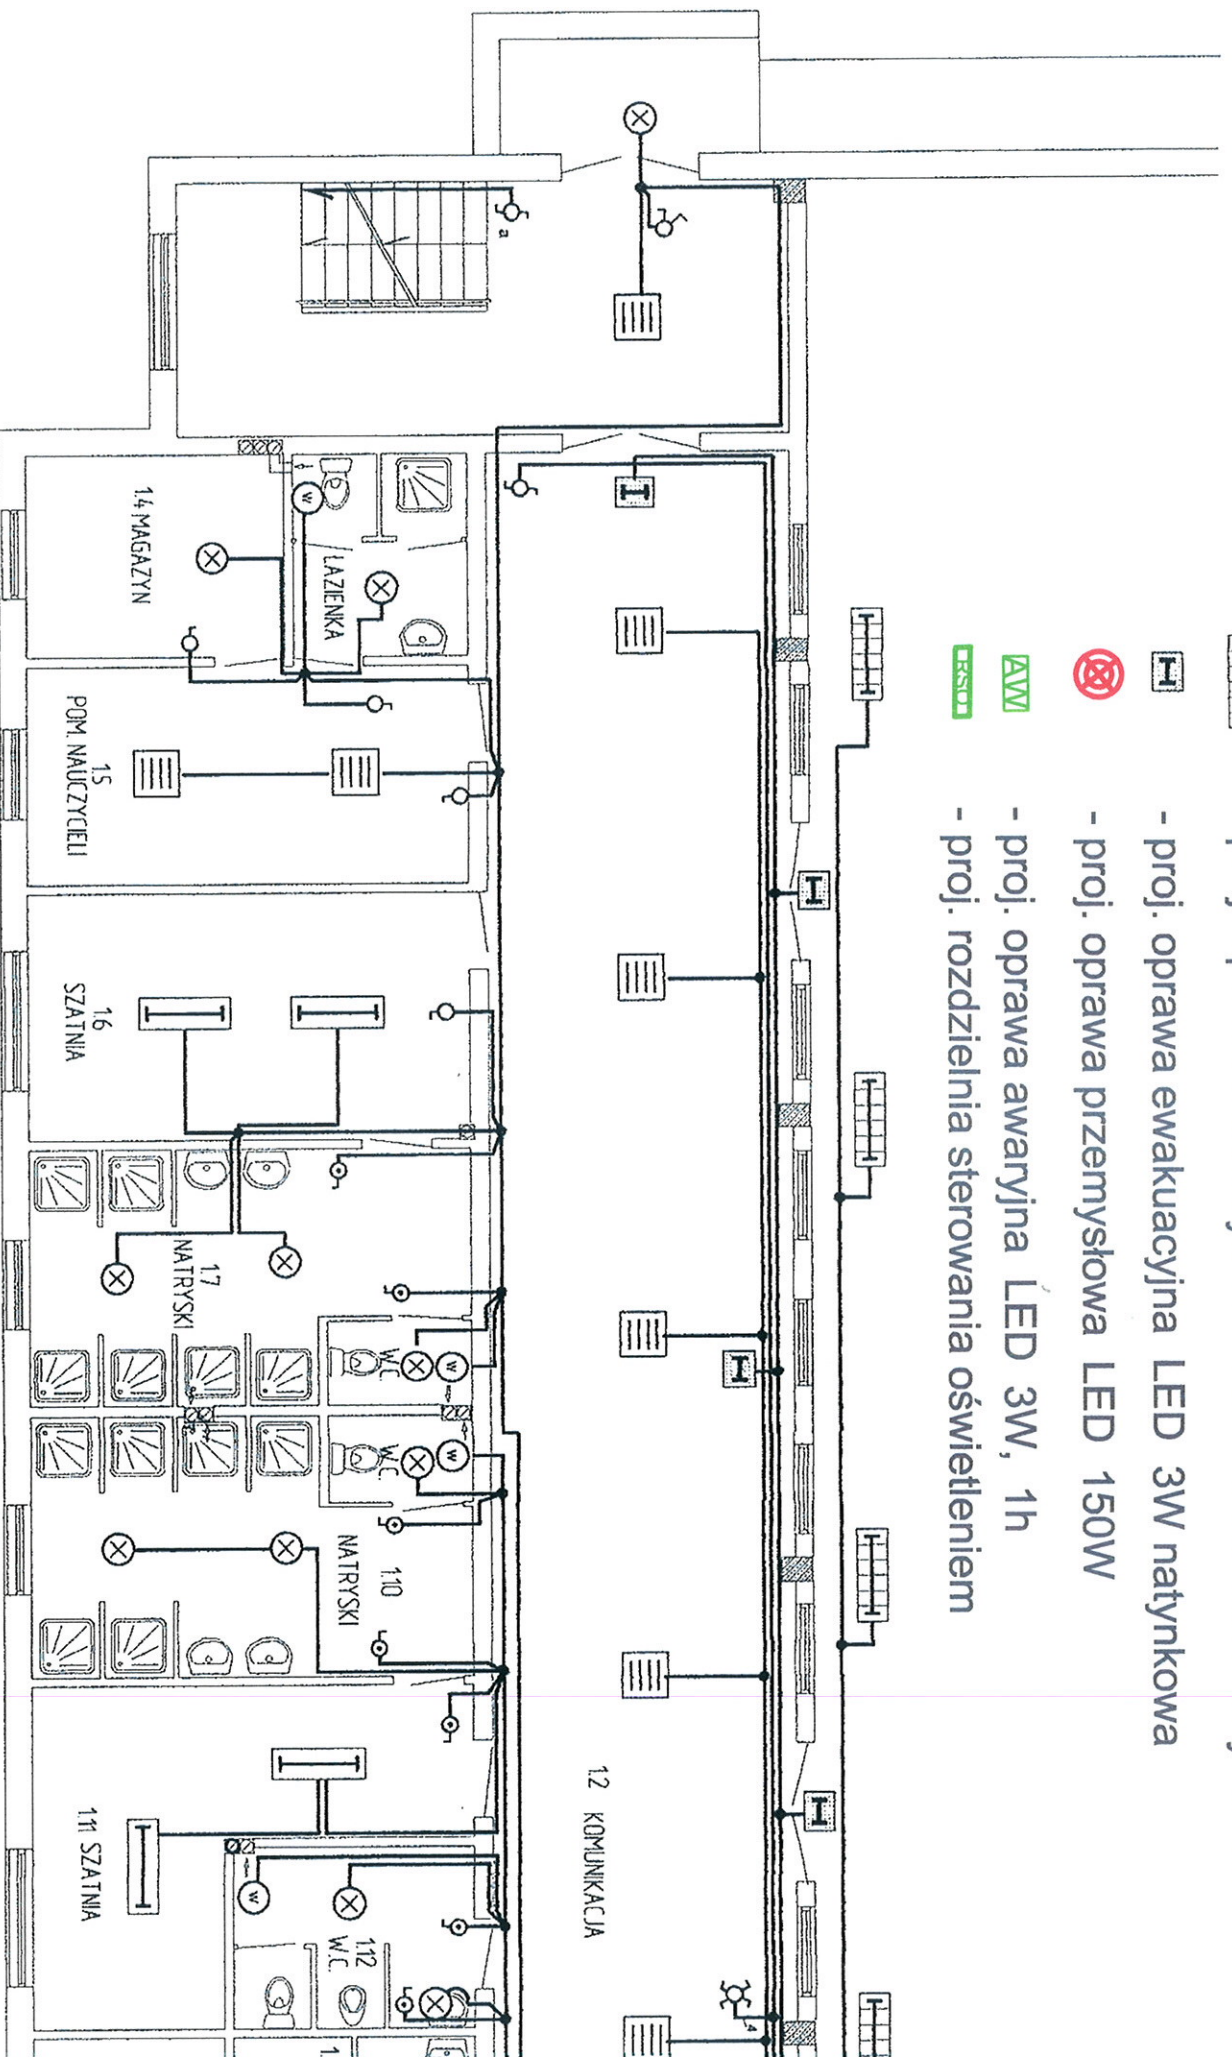 - proj. oprawa ewakuacyjna LED 3W natynkowa
- proj. oprawa przemysłowa LED 150W
AW - proj. oprawa awaryjna LED 3W, 1h
RSO - proj. rozdzielnia sterowania oświetleniem
a
1.4 MAGAZYN
w
ŁAZIENKA
1.5
POM. NAUCZYCIELI
1.6
SZATNIA
1.7
NATRYSKI
W.C.
w
W.C.
w
1.10
NATRYSKI
1.2 KOMUNIKACJA
1.11 SZATNIA
w
1.12
W.C.
4